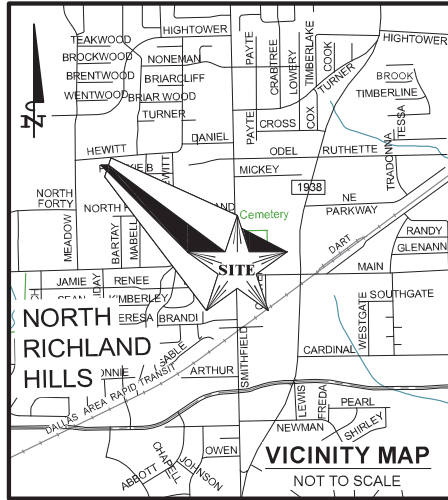 HIGHTOWER
TEAKWOOD
BROCKWOOD
BRENTWOOD
WENTWOOD
NONEMAN
BRIARCLIFF
BRIAR WOOD
TURNER
DANIEL
PAYTE
CRABTREE
LOWERY
TIMBERLAKE
COOK
TURNER
COX
PAYTE
CROSS
HIGHTOWER
BROOK
TIMBERLINE
TESSA
TRADONNA
HEWITT
ODEL
RUTHETTE
MICKEY
1938
NORTH
FORTY
MEADOW
BARTAY
MABELL
Cemetery
NE
PARKWAY
DART
RANDY
GLENANN
MAIN
SITE
JAMIE
RENEE
KIMBERLEY
BRANDI
NORTH
RICHLAND
HILLS
SOUTHGATE
WESTGATE
CARDINAL
SMITHFIELD
ARTHUR
DALLAS AREA RAPID TRANSIT
LEWIS
FREDA
PEARL
SHIRLEY
NEWMAN
OWEN
CHAPELL
JOHNSON
ABBOTT
VICINITY MAP
NOT TO SCALE